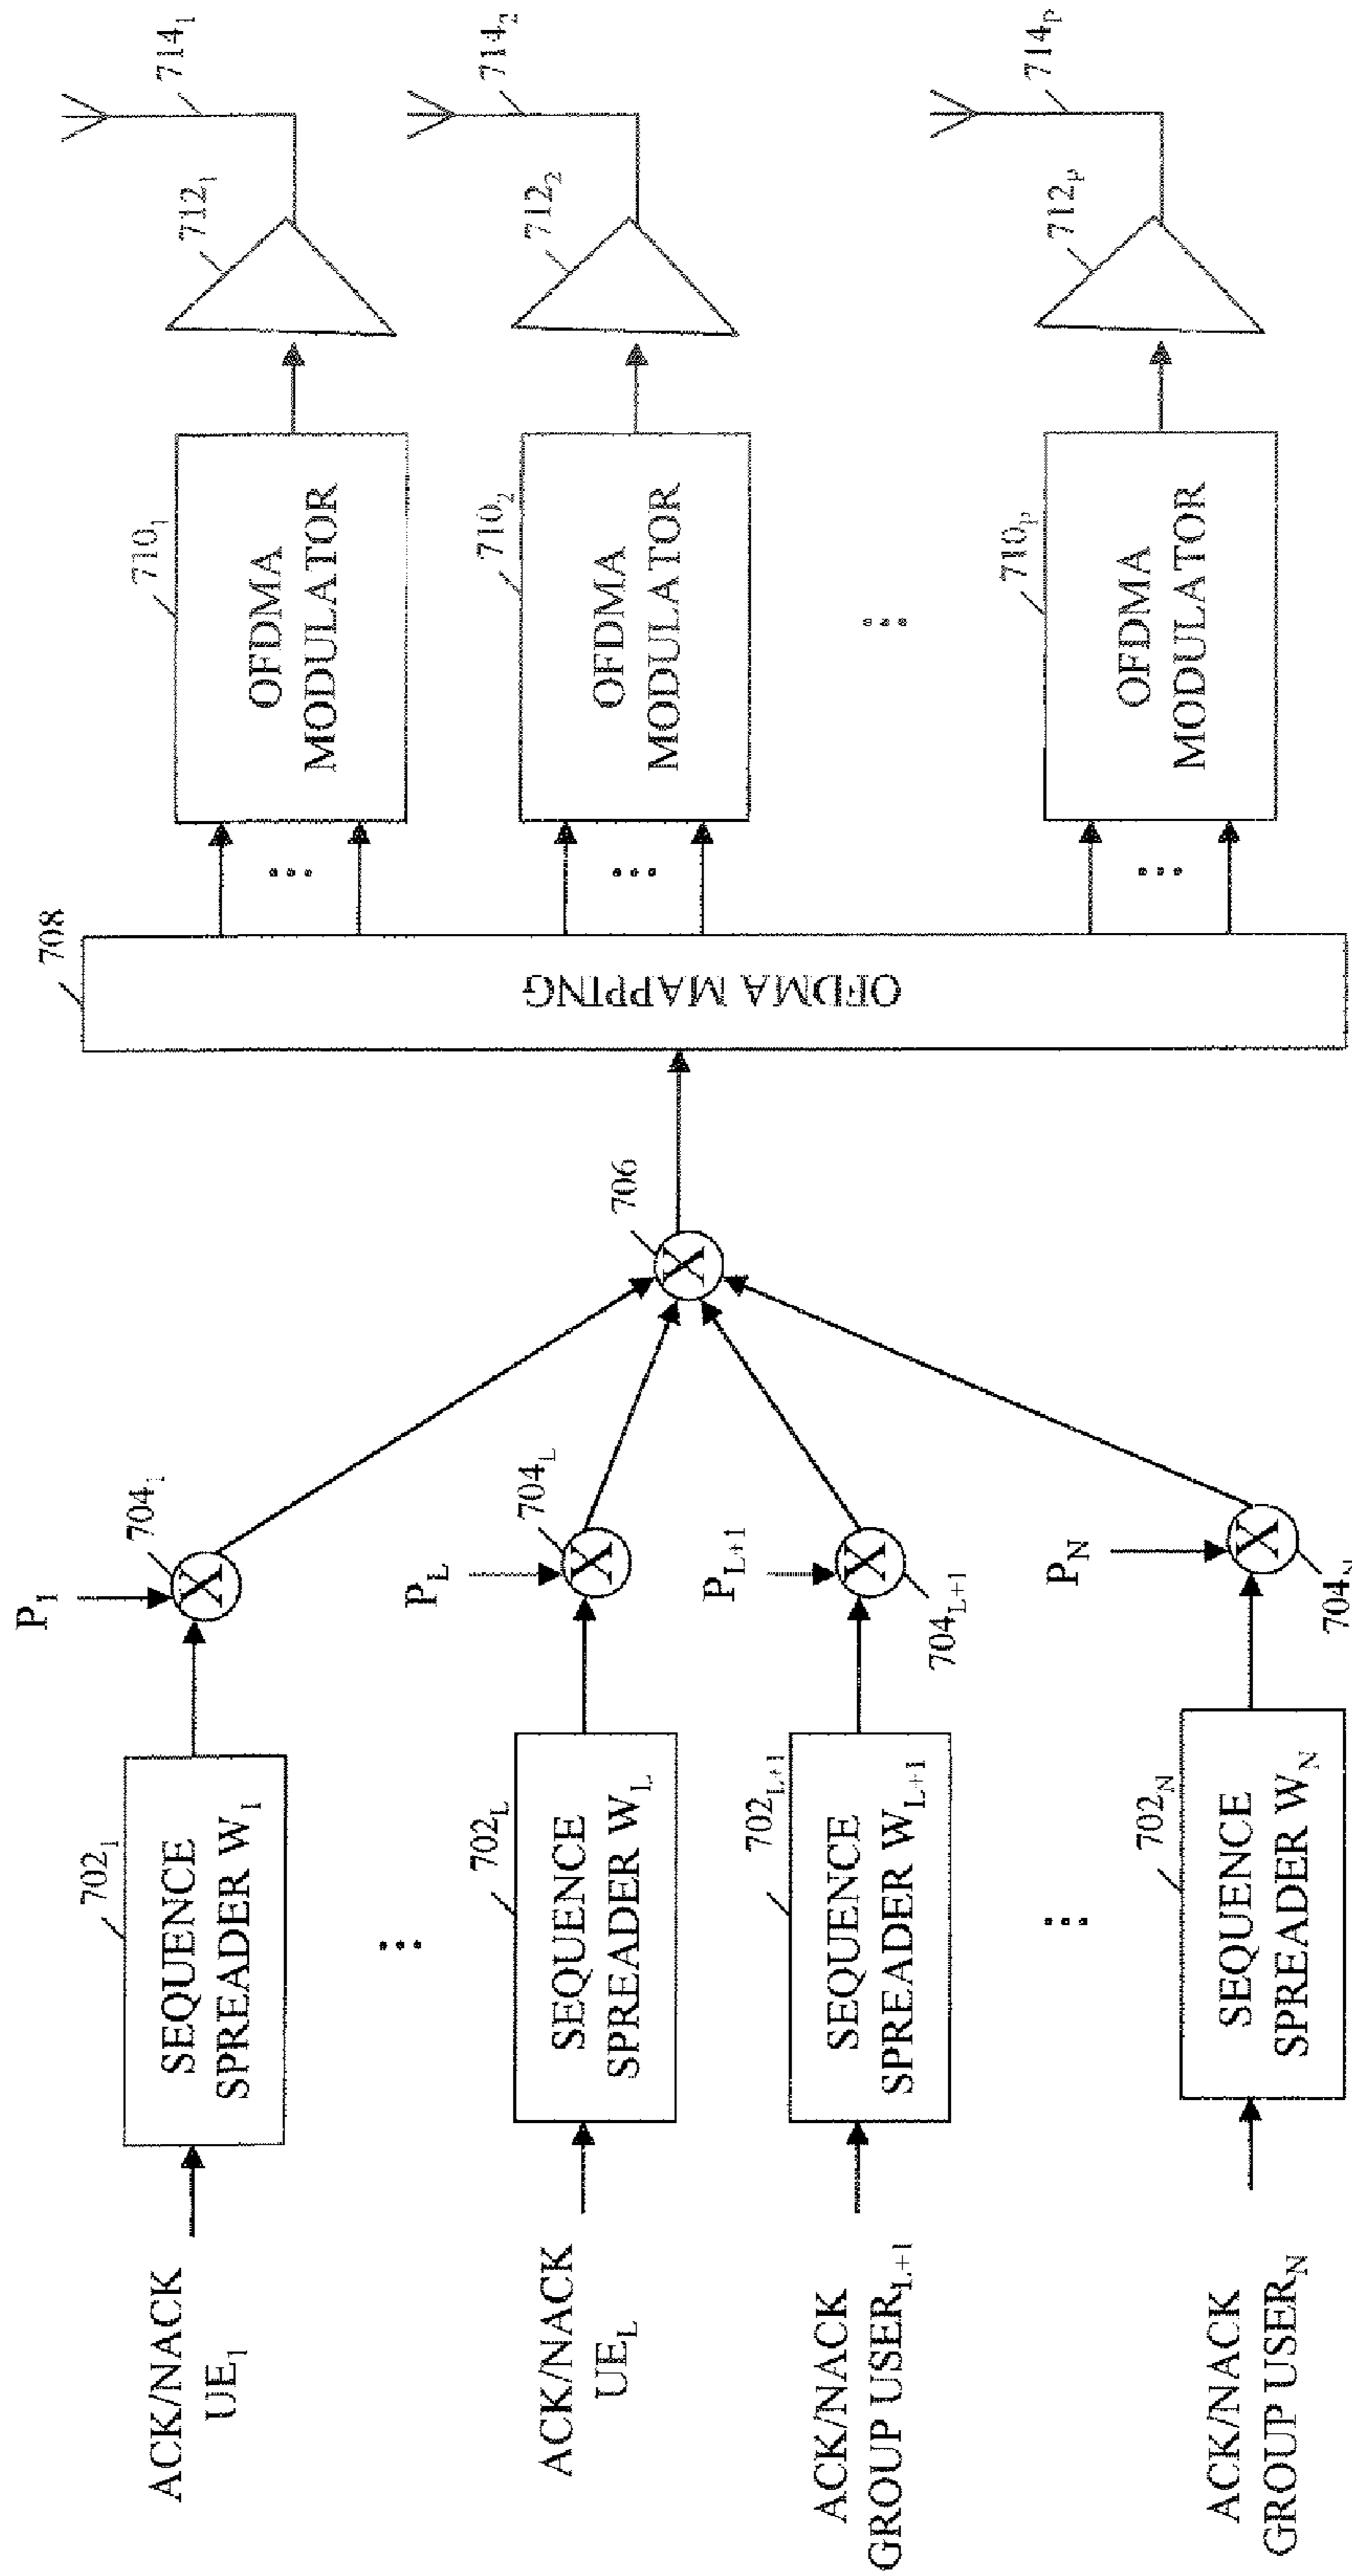 ACK/NACK
UE1
ACK/NACK
UEL
ACK/NACK
GROUP USERL+1
ACK/NACK
GROUP USERN
7021
SEQUENCE
SPREADER W1
...
702L
SEQUENCE
SPREADER WL
702L+1
SEQUENCE
SPREADER WL+1
...
702N
SEQUENCE
SPREADER WN
P1
7041
X
PL
704L
X
PL+1
X
704L+1
PN
X
704N
706
X
708
OFDMA MAPPING
...
...
...
7101
OFDMA
MODULATOR
7102
OFDMA
MODULATOR
...
710P
OFDMA
MODULATOR
7121
7122
712P
7141
7142
714P